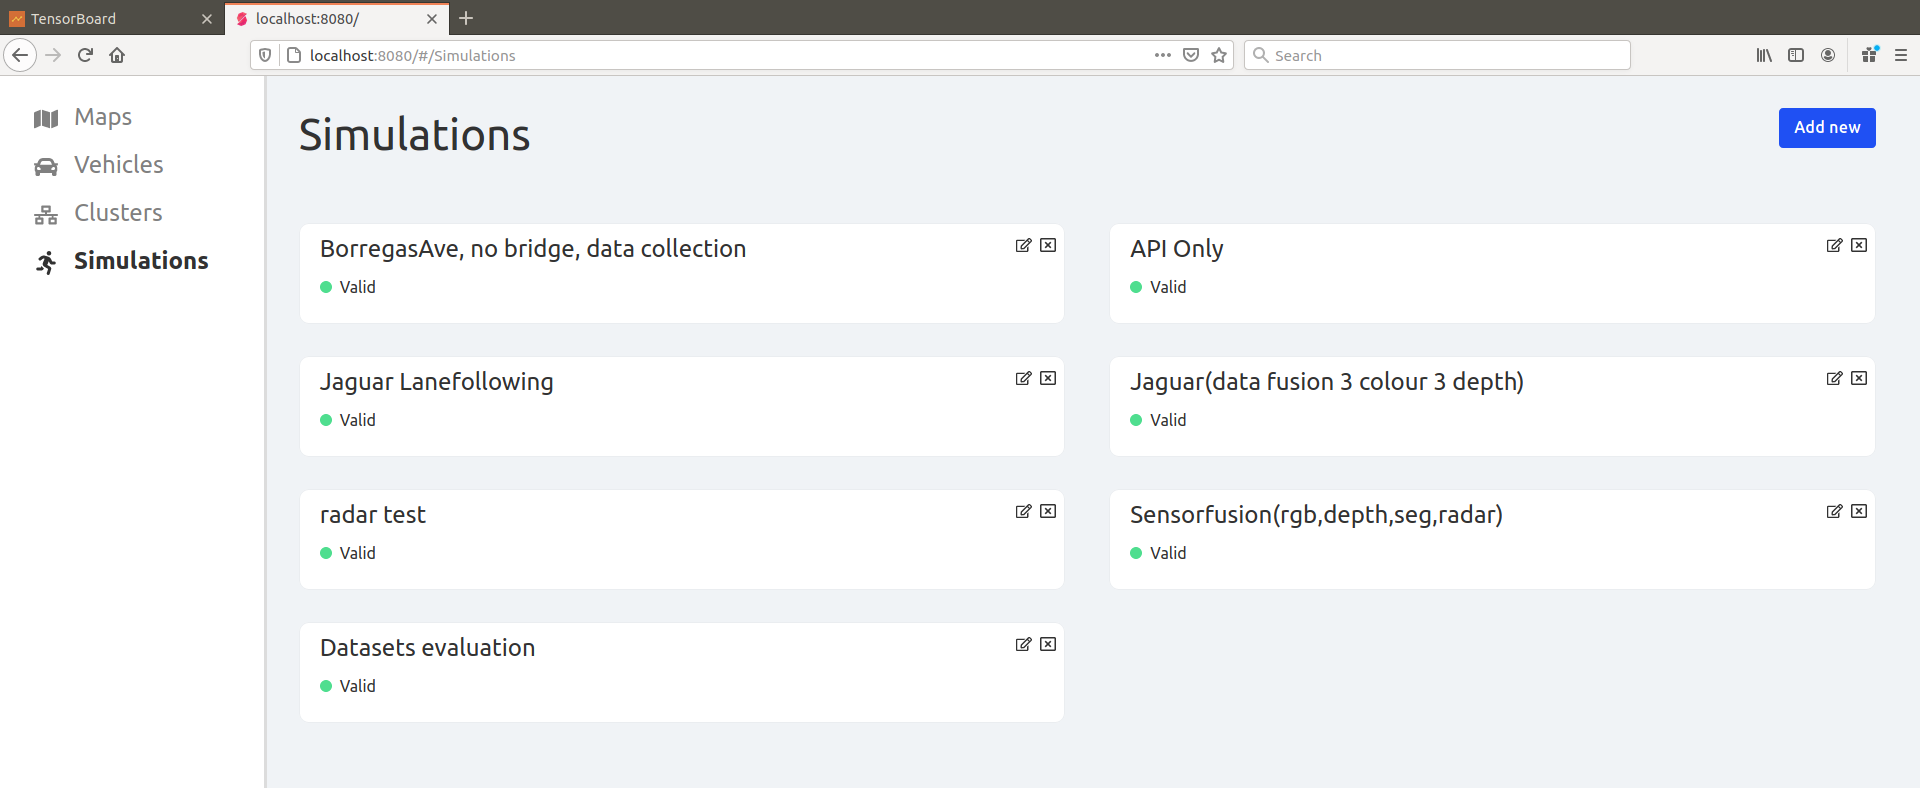 TensorBoard
localhost:8080/
localhost:8080/#/Simulations
Search
Maps
Vehicles
Clusters
Simulations
Simulations
Add new
BorregasAve, no bridge, data collection
Valid
API Only
Valid
Jaguar Lanefollowing
Valid
Jaguar(data fusion 3 colour 3 depth)
Valid
radar test
Valid
Sensorfusion(rgb,depth,seg,radar)
Valid
Datasets evaluation
Valid